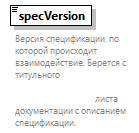 specVersion
Версия спецификации, по
которой происходит
взаимодействие. Берется с
титульного
листа
документации с описанием
спецификации.